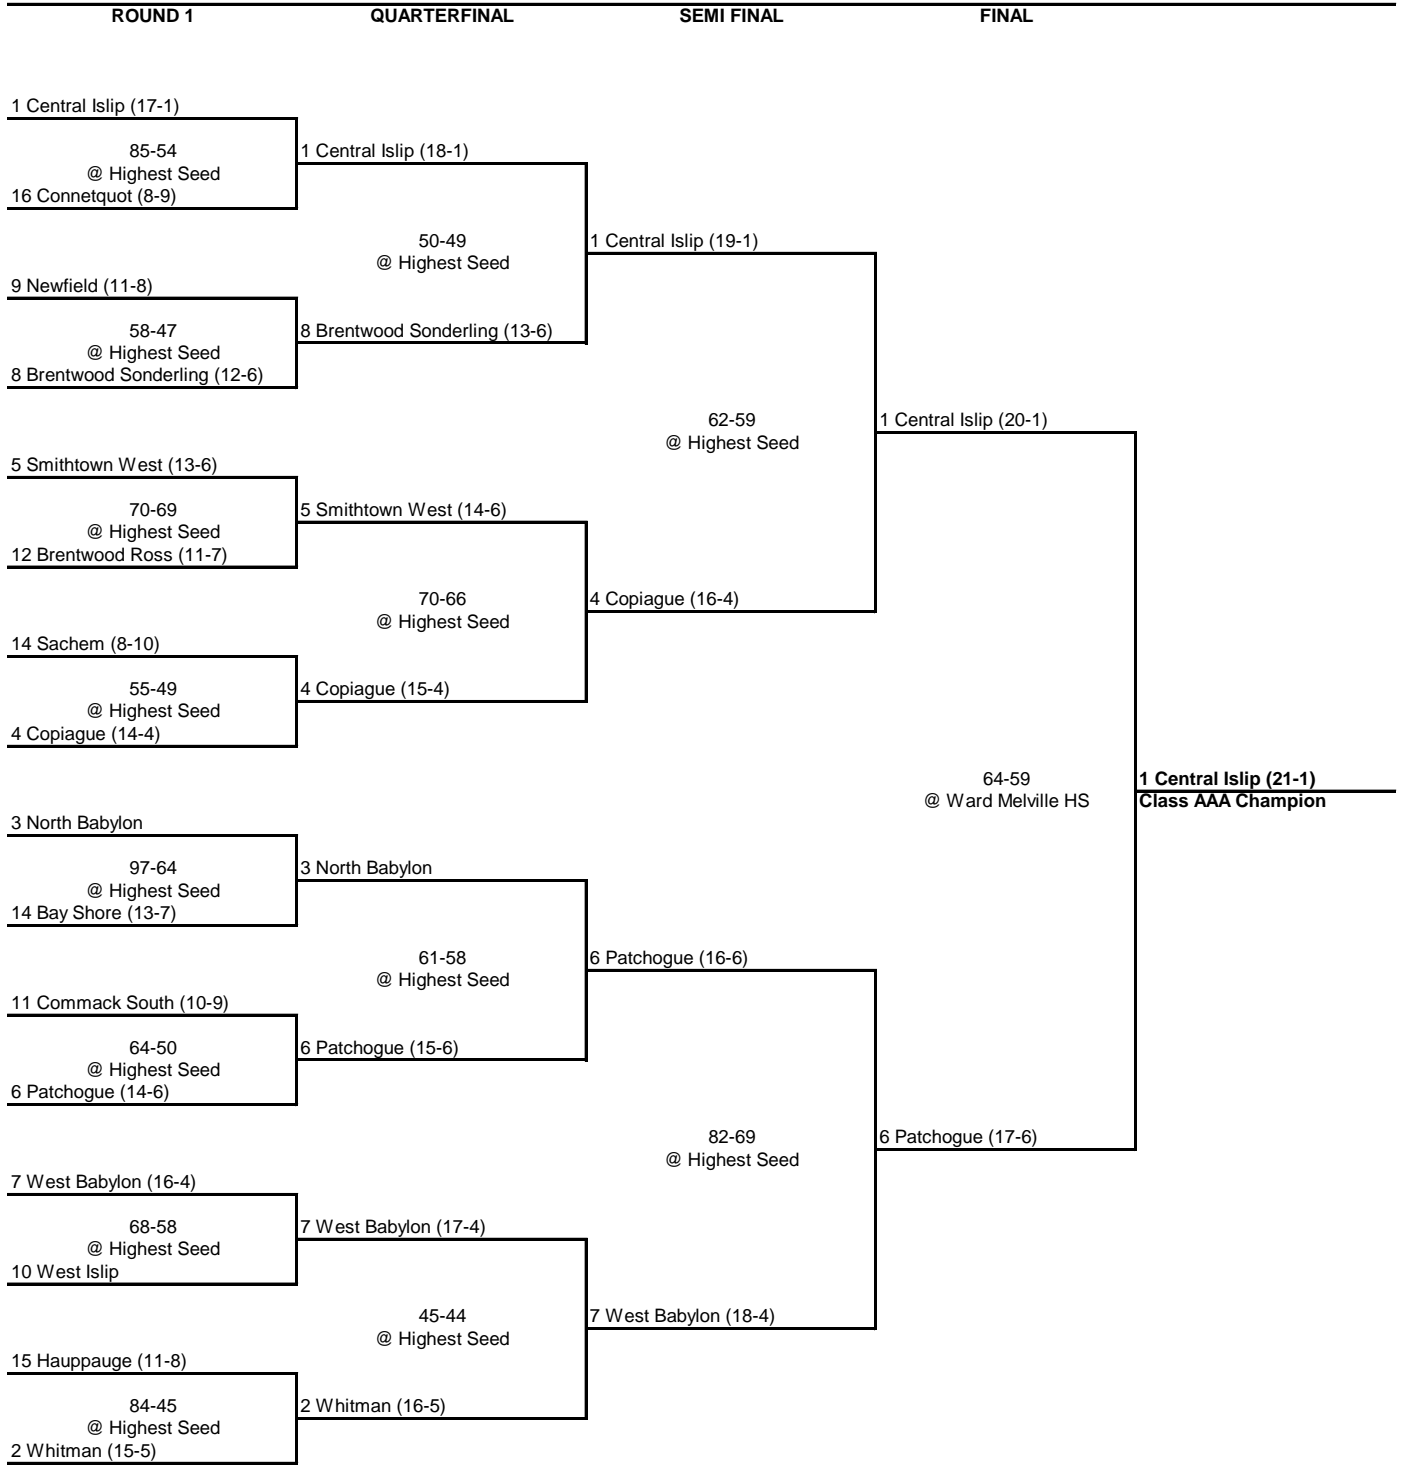 ROUND 1 QUARTERFINAL SEMI FINAL FINAL
1 Central Islip (17-1)
85-54
@ Highest Seed
16 Connetquot (8-9)
1 Central Islip (18-1)
50-49
@ Highest Seed
1 Central Islip (19-1)
9 Newfield (11-8)
58-47
@ Highest Seed
8 Brentwood Sonderling (12-6)
8 Brentwood Sonderling (13-6)
62-59
@ Highest Seed
1 Central Islip (20-1)
5 Smithtown West (13-6)
70-69
@ Highest Seed
12 Brentwood Ross (11-7)
5 Smithtown West (14-6)
70-66
@ Highest Seed
4 Copiague (16-4)
14 Sachem (8-10)
55-49
@ Highest Seed
4 Copiague (14-4)
4 Copiague (15-4)
64-59
@ Ward Melville HS
1 Central Islip (21-1)
Class AAA Champion
3 North Babylon
97-64
@ Highest Seed
14 Bay Shore (13-7)
3 North Babylon
61-58
@ Highest Seed
6 Patchogue (16-6)
11 Commack South (10-9)
64-50
@ Highest Seed
6 Patchogue (14-6)
6 Patchogue (15-6)
82-69
@ Highest Seed
6 Patchogue (17-6)
7 West Babylon (16-4)
68-58
@ Highest Seed
10 West Islip
7 West Babylon (17-4)
45-44
@ Highest Seed
7 West Babylon (18-4)
15 Hauppauge (11-8)
84-45
@ Highest Seed
2 Whitman (15-5)
2 Whitman (16-5)